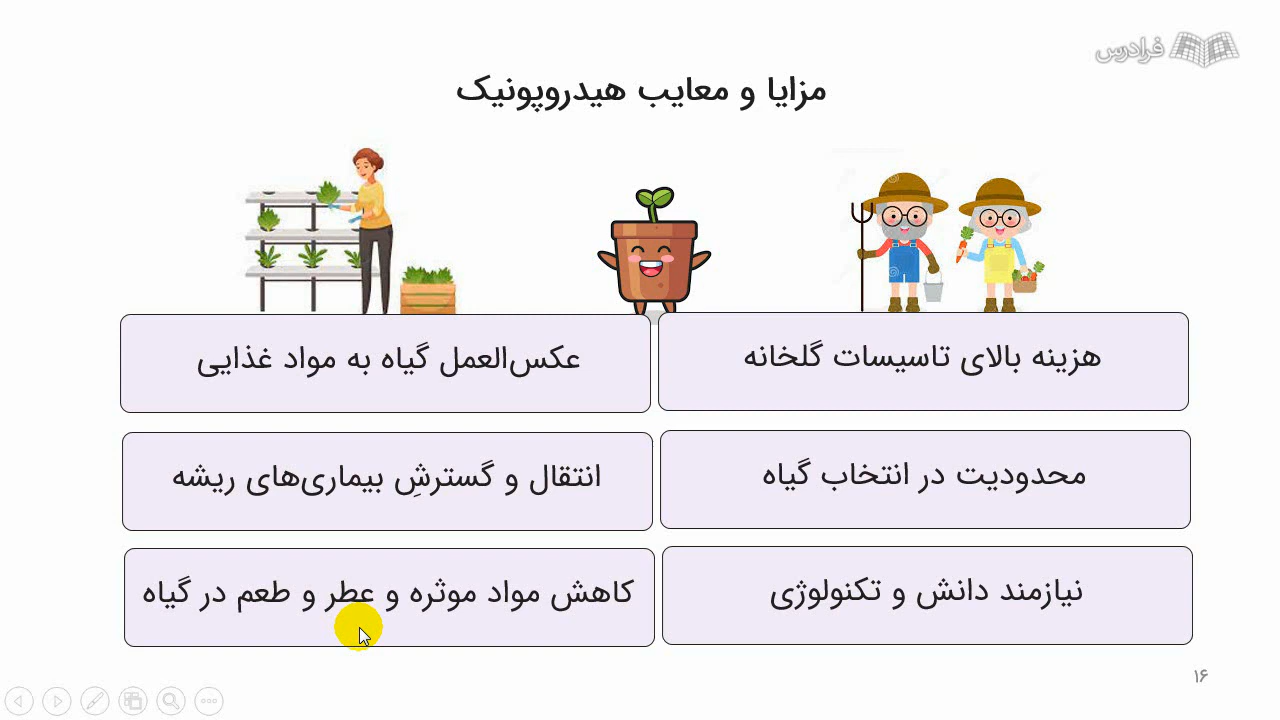 فرادرس
مزایا و معایب هیدروپونیک
هزینه بالای تاسیسات گلخانه
عکس‌العمل گیاه به مواد غذایی
محدودیت در انتخاب گیاه
انتقال و گسترشِ بیماری‌های ریشه
نیازمند دانش و تکنولوژی
کاهش مواد موثره و عطر و طعم در گیاه
۱۶